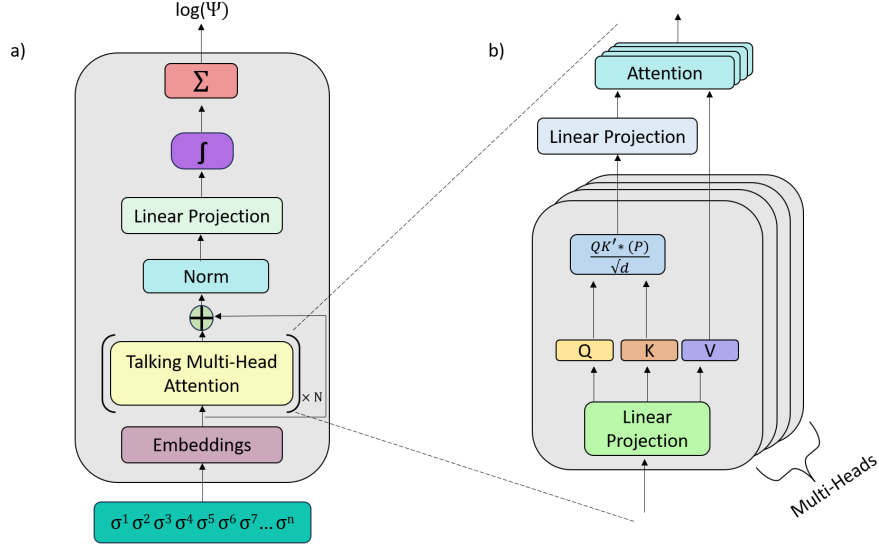 log(Ψ)
a)
Σ
∫
Linear Projection
Norm
+
Talking Multi-Head
Attention
× N
Embeddings
σ¹ σ² σ³ σ⁴ σ⁵ σ⁶ σ⁷... σⁿ
b)
Attention
Linear Projection
QK′ * (P)
√d
Q K V
Linear
Projection
Multi-Heads